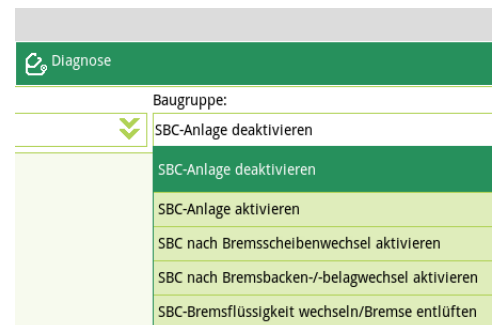 Diagnose
Baugruppe:
SBC-Anlage deaktivieren
SBC-Anlage deaktivieren
SBC-Anlage aktivieren
SBC nach Bremsscheibenwechsel aktivieren
SBC nach Bremsbacken-/-belagwechsel aktivieren
SBC-Bremsflüssigkeit wechseln/Bremse entlüften